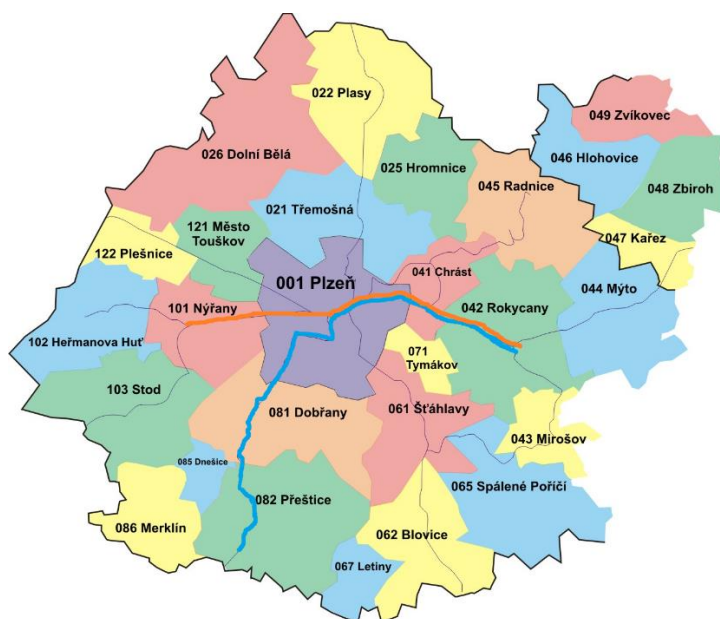 022 Plasy
049 Zvíkovec
026 Dolní Bělá
025 Hromnice
046 Hlohovice
045 Radnice
048 Zbiroh
021 Třemošná
121 Město
Touškov
122 Plešnice
047 Kařez
041 Chrást
001 Plzeň
044 Mýto
101 Nýřany
042 Rokycany
102 Heřmanova Huť
071
Tymákov
103 Stod
081 Dobřany
061 Šťáhlavy
043 Mirošov
085 Dnešice
065 Spálené Poříčí
082 Přeštice
086 Merklín
062 Blovice
067 Letiny